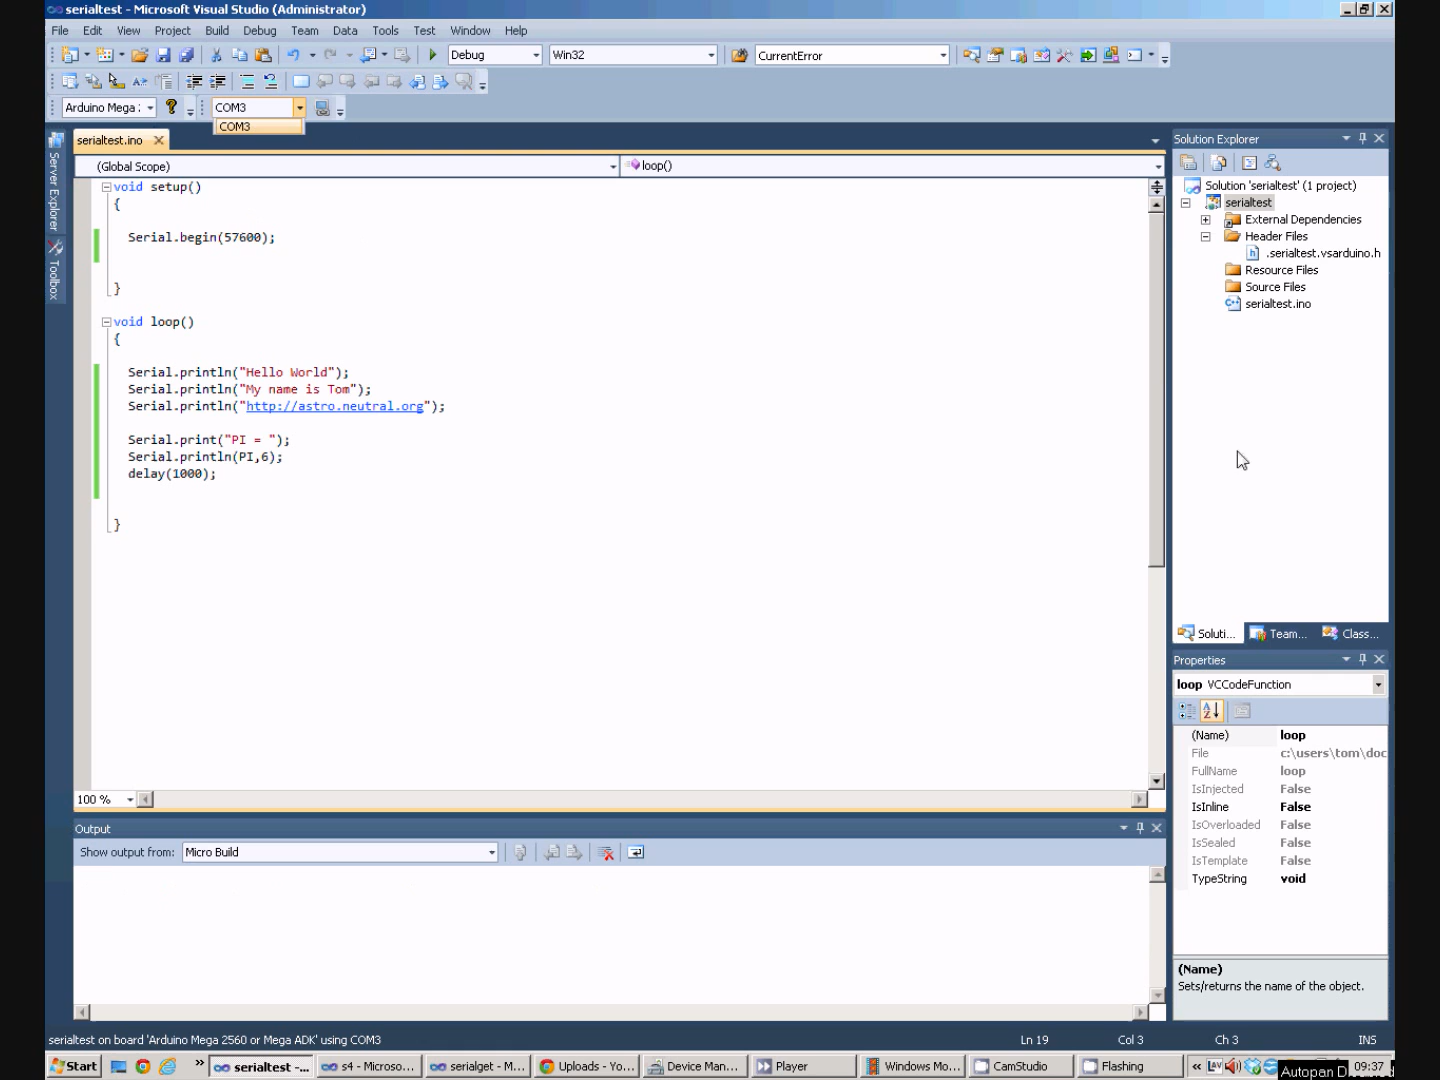 serialtest - Microsoft Visual Studio (Administrator)
File Edit View Project Build Debug Team Data Tools Test Window Help
Debug Win32 CurrentError
Arduino Mega : COM3
COM3
serialtest.ino
Server Explorer
Toolbox
(Global Scope) loop()
void setup()
{
Serial.begin(57600);
}
void loop()
{
Serial.println("Hello World");
Serial.println("My name is Tom");
Serial.println("http://astro.neutral.org");
Serial.print("PI = ");
Serial.println(PI,6);
delay(1000);
}
100 %
Solution Explorer
Solution 'serialtest' (1 project)
serialtest
External Dependencies
Header Files
.serialtest.vsarduino.h
Resource Files
Source Files
serialtest.ino
Soluti... Team... Class...
Properties
loop VCCodeFunction
(Name) loop
File c:\users\tom\doc
FullName loop
IsInjected False
IsInline False
IsOverloaded False
IsSealed False
IsTemplate False
TypeString void
(Name)
Sets/returns the name of the object.
Output
Show output from: Micro Build
serialtest on board 'Arduino Mega 2560 or Mega ADK' using COM3 Ln 19 Col 3 Ch 3 INS
Start » serialtest -... s4 - Microso... serialget - M... Uploads - Yo... Device Man... Player Windows Mo... CamStudio Flashing « 09:37
Autopan D